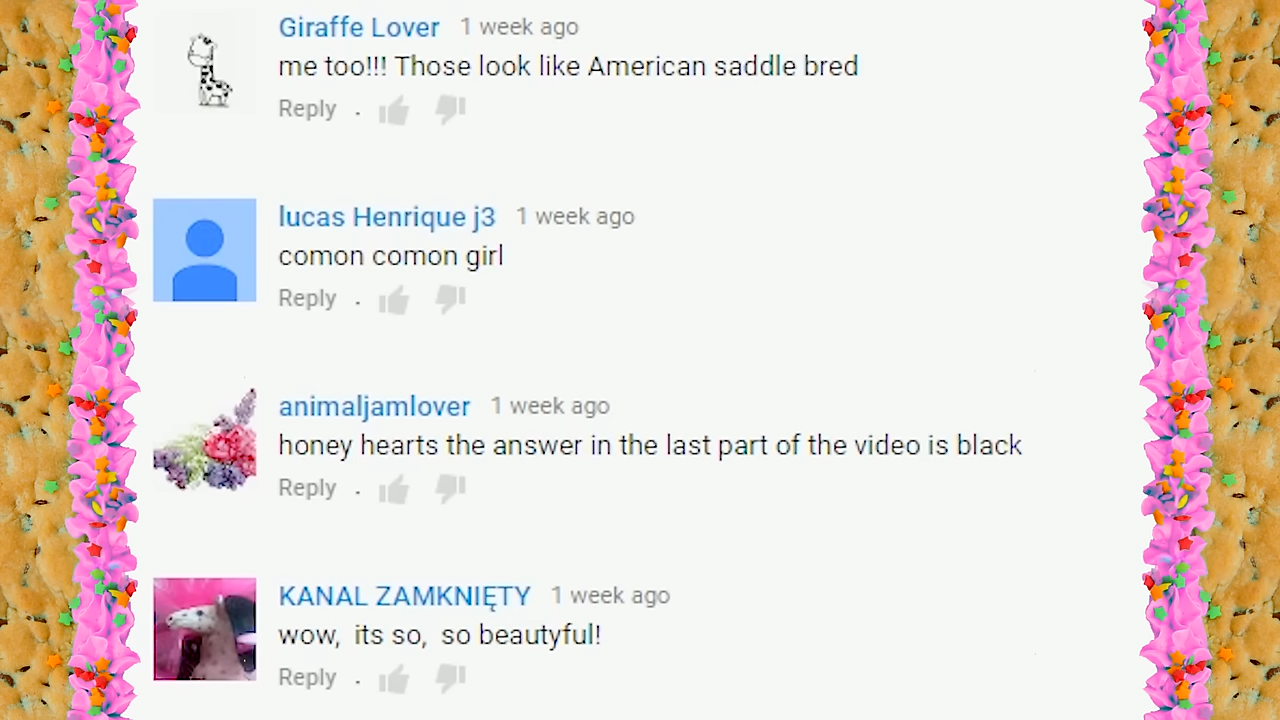 Giraffe Lover 1 week ago
me too!!! Those look like American saddle bred
Reply .
lucas Henrique j3 1 week ago
comon comon girl
Reply .
animaljamlover 1 week ago
honey hearts the answer in the last part of the video is black
Reply .
KANAL ZAMKNIĘTY 1 week ago
wow, its so, so beautyful!
Reply .